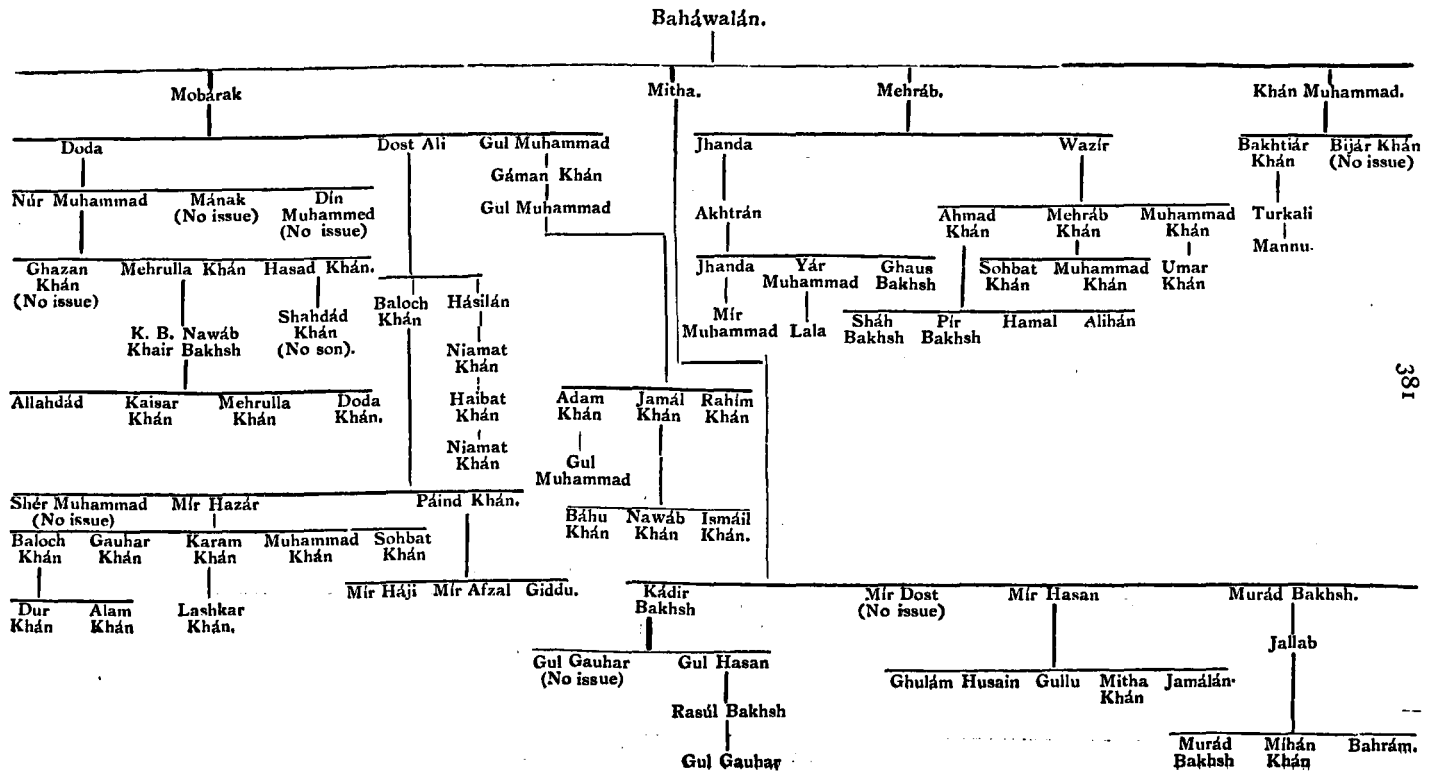 Baháwalán.
Mobárak Mitha. Mehráb. Khán Muhammad.
Doda Dost Ali Gul Muhammad Jhanda Wazír Bakhtiár Khán Bijár Khán (No issue)
Gáman Khán
Gul Muhammad
Núr Muhammad Mának (No issue) Dín Muhammed (No issue)
Akhtrán Ahmad Khán Mehráb Khán Muhammad Khán Turkali
Mannu.
Ghazan Khán (No issue) Mehrulla Khán Hasad Khán.
Jhanda Yár Muhammad Ghaus Bakhsh Sohbat Khán Muhammad Khán Umar Khán
Baloch Khán Hásilán
Shahdád Khán (No son).
Mír Muhammad Lala Sháh Bakhsh Pír Bakhsh Hamal Alihán
K. B. Nawáb
Khair Bakhsh
Niamat Khán
381
Allahdád Kaisar Khán Mehrulla Khán Doda Khán.
Haibat Khán
Adam Khán Jamál Khán Rahím Khán
Niamat Khán
Gul Muhammad
Shér Muhammad (No issue) Mír Hazár Páind Khán.
Báhu Khán Nawáb Khán Ismáil Khán.
Baloch Khán Gauhar Khán Karam Khán Muhammad Khán Sohbat Khán
Mír Háji Mír Afzal Giddu.
Kádir Bakhsh Mír Dost (No issue) Mír Hasan Murád Bakhsh.
Dur Khán Alam Khán Lashkar Khán.
Jallab
Gul Gauhar (No issue) Gul Hasan
Ghulám Husain Gullu Mitha Khán Jamálán.
Rasúl Bakhsh
Gul Gauhar
Murád Bakhsh Míhán Khán Bahrám.